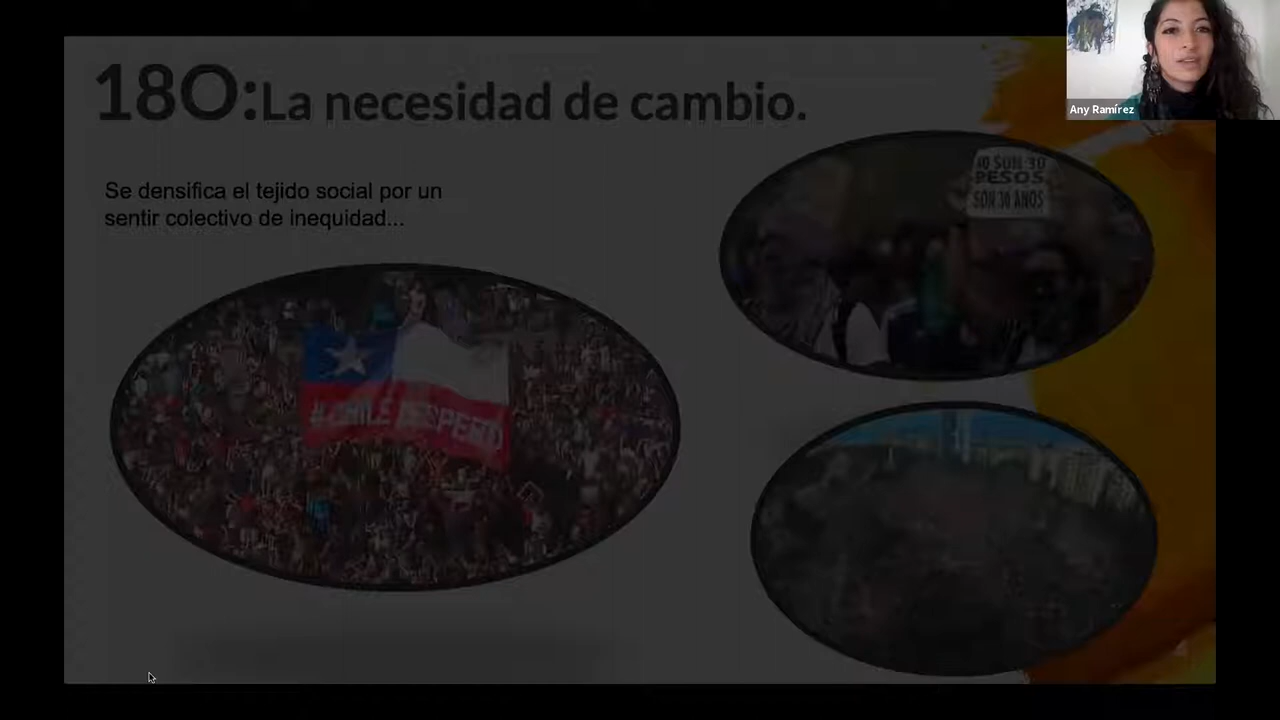 18O:La necesidad de cambio.
Se densifica el tejido social por un
sentir colectivo de inequidad...
#CHILE DESPERTÓ
NO SON 30
PESOS
SON 30 AÑOS
Any Ramírez